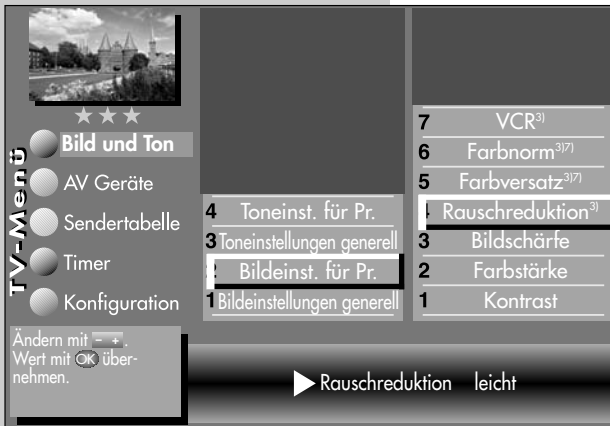 TV-Menü
Bild und Ton
AV Geräte
Sendertabelle
Timer
Konfiguration
4 Toneinst. für Pr.
3 Toneinstellungen generell
2 Bildeinst. für Pr.
1 Bildeinstellungen generell
7 VCR3)
6 Farbnorm3)7)
5 Farbversatz3)7)
4 Rauschreduktion3)
3 Bildschärfe
2 Farbstärke
1 Kontrast
Ändern mit - + .
Wert mit OK über-
nehmen.
Rauschreduktion leicht